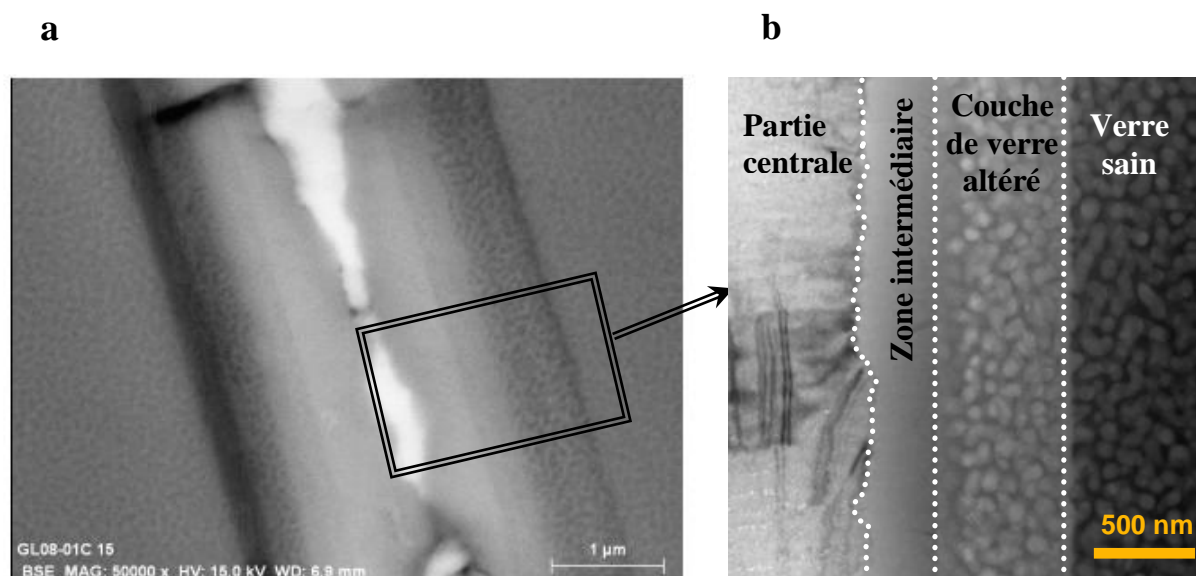 a
b
Partie
centrale
Zone intermédiaire
Couche
de verre
altéré
Verre
sain
500 nm
GL08-01C 15
1 µm
BSE MAG: 50000 x HV: 15.0 kV WD: 6.9 mm